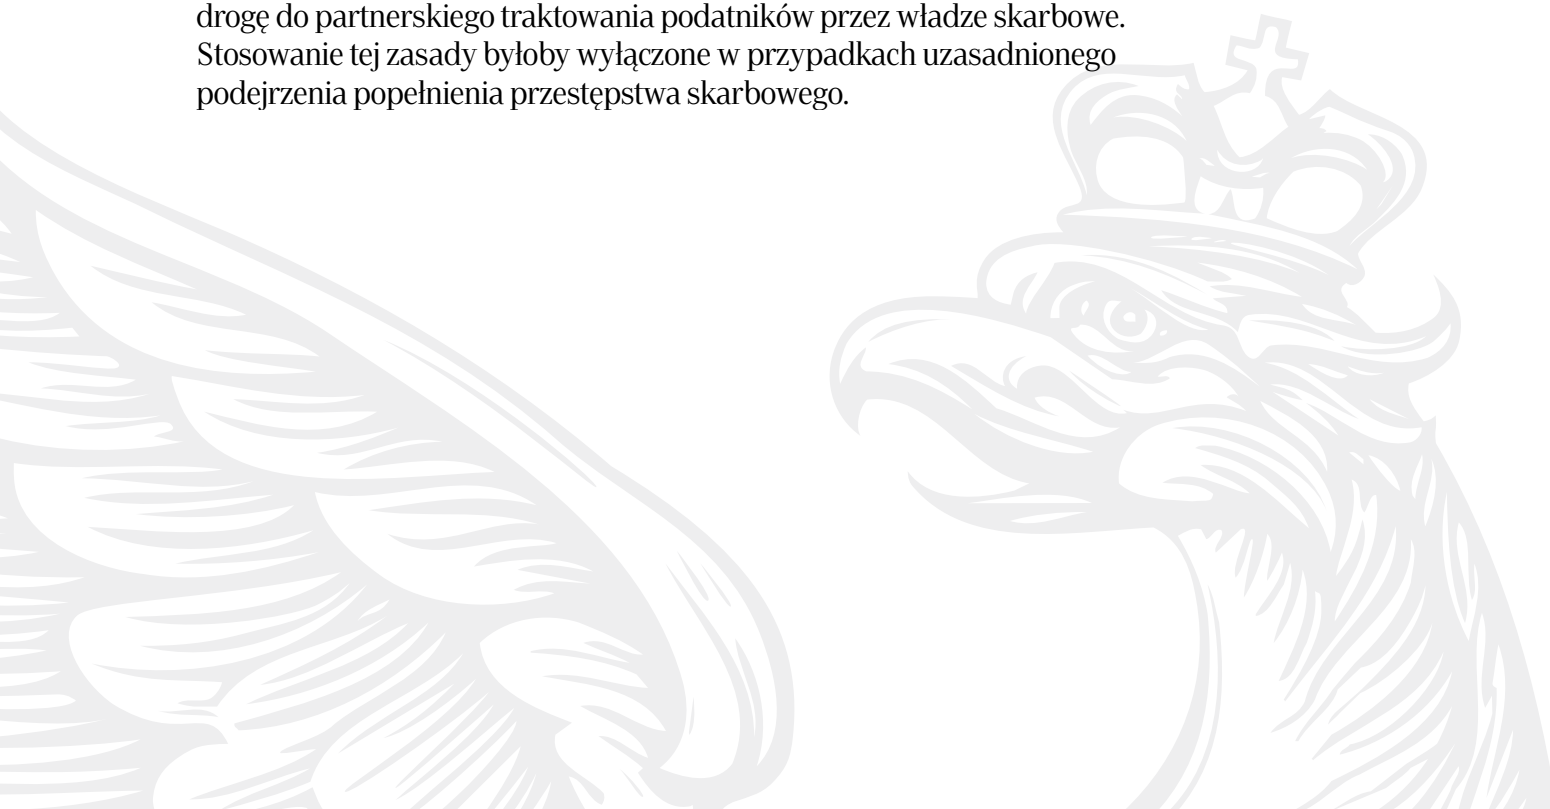 drogę do partnerskiego traktowania podatników przez władze skarbowe.
Stosowanie tej zasady byłoby wyłączone w przypadkach uzasadnionego
podejrzenia popełnienia przestępstwa skarbowego.